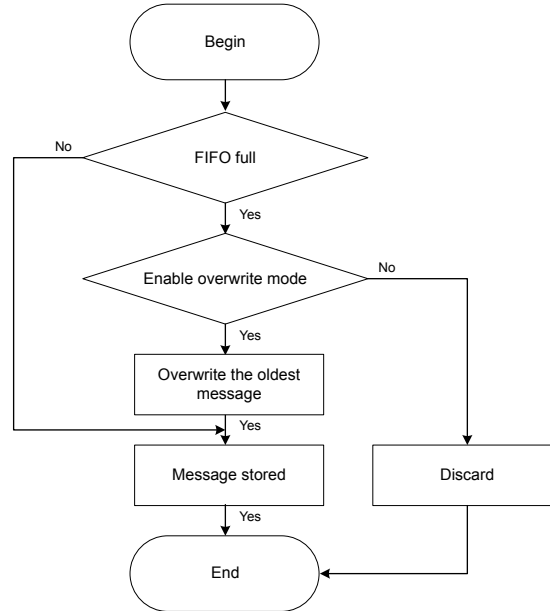 Begin
No
FIFO full
Yes
Enable overwrite mode
No
Yes
Overwrite the oldest
message
Yes
Message stored
Discard
Yes
End